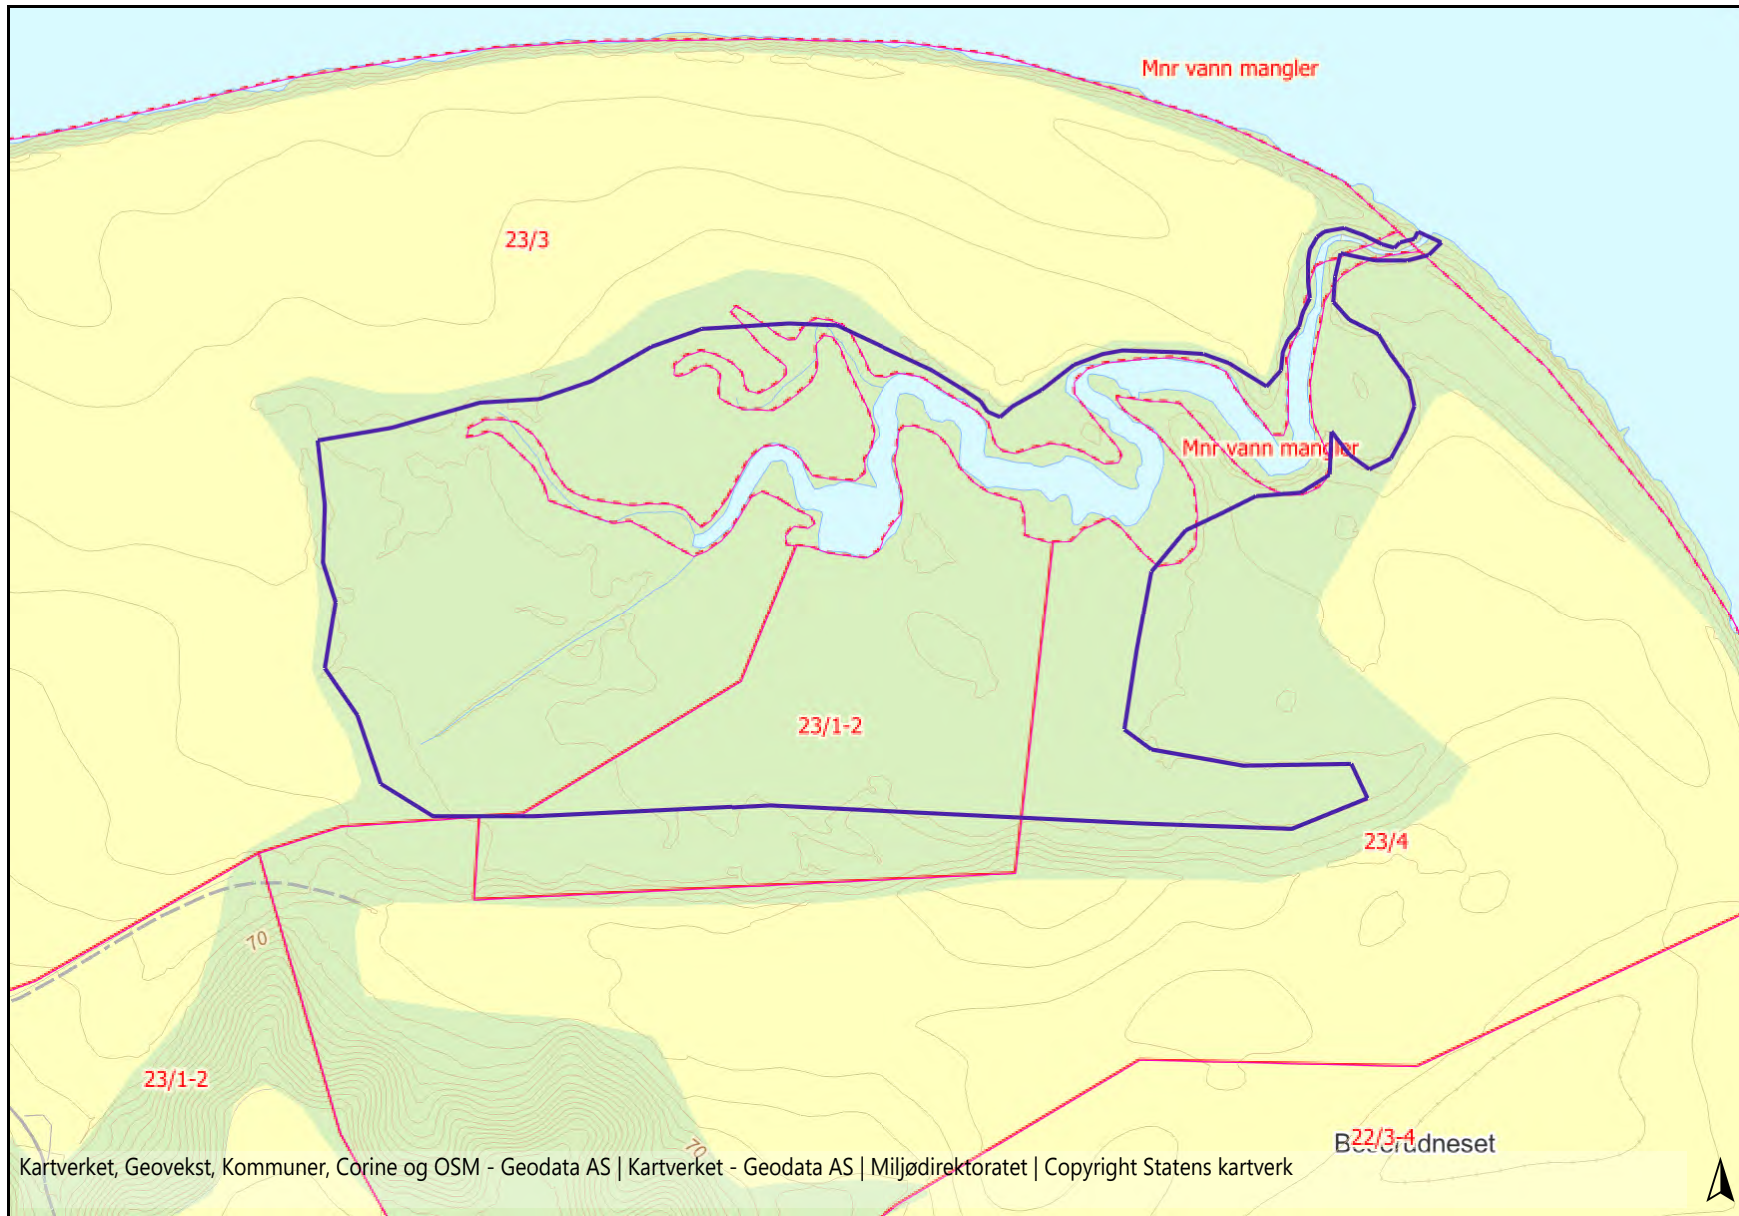 Mnr vann mangler
23/3
Mnr vann mangler
23/1-2
23/4
70
23/1-2
70
22/3-4
Kartverket, Geovekst, Kommuner, Corine og OSM - Geodata AS | Kartverket - Geodata AS | Miljødirektoratet | Copyright Statens kartverk